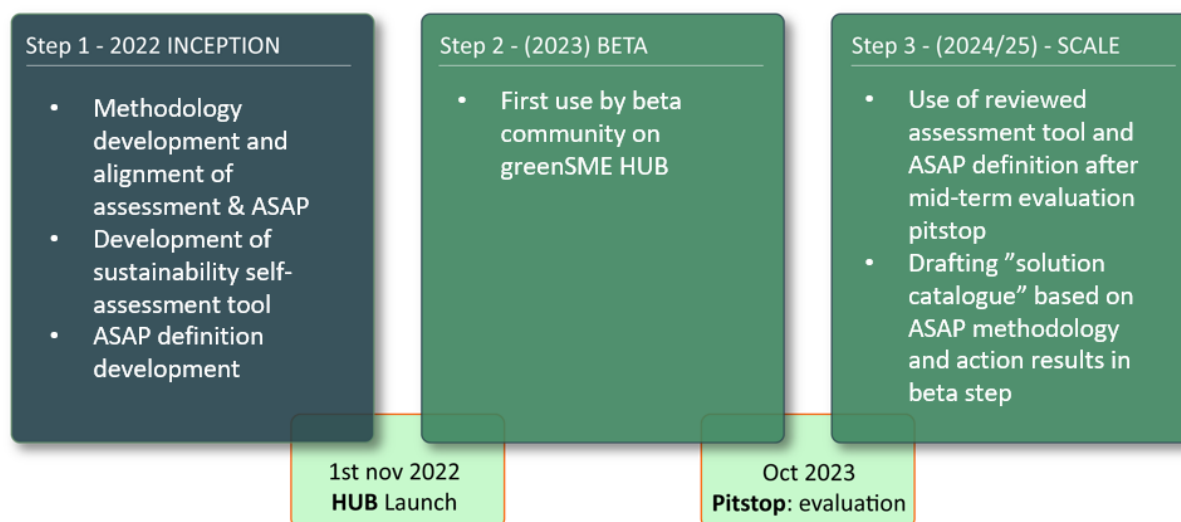 Step 1 - 2022 INCEPTION
• Methodology
development and
alignment of
assessment & ASAP
• Development of
sustainability self-
assessment tool
• ASAP definition
development
Step 2 - (2023) BETA
• First use by beta
community on
greenSME HUB
Step 3 - (2024/25) - SCALE
• Use of reviewed
assessment tool and
ASAP definition after
mid-term evaluation
pitstop
• Drafting ”solution
catalogue” based on
ASAP methodology
and action results in
beta step
1st nov 2022
HUB Launch
Oct 2023
Pitstop: evaluation